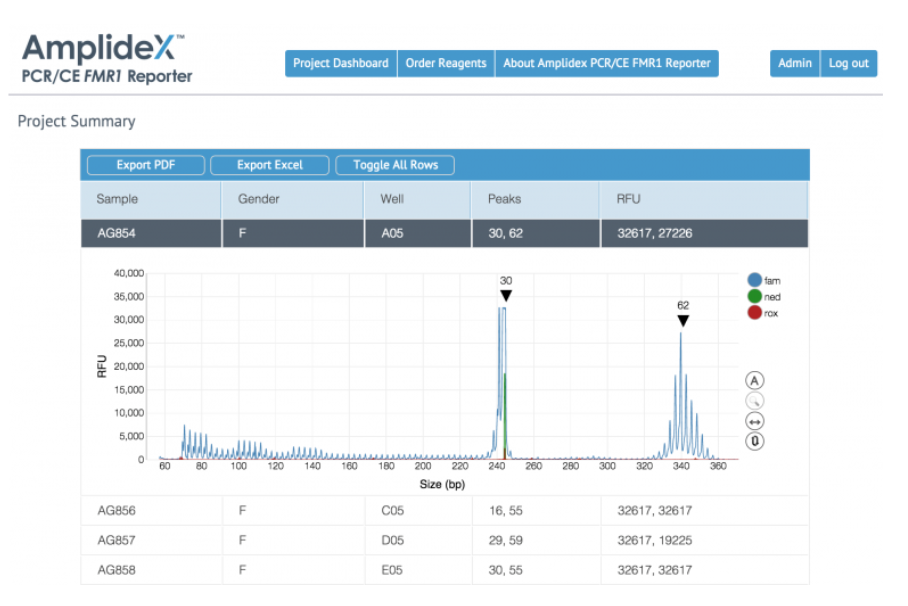 AmplideX™
PCR/CE FMR1 Reporter
Project Dashboard Order Reagents About Amplidex PCR/CE FMR1 Reporter Admin Log out
Project Summary
Export PDF Export Excel Toggle All Rows
Sample Gender Well Peaks RFU
AG854 F A05 30, 62 32617, 27226
40,000
35,000
30,000
25,000
20,000
15,000
10,000
5,000
0
RFU
30
62
fam
ned
rox
A
60 80 100 120 140 160 180 200 220 240 260 280 300 320 340 360
Size (bp)
AG856 F C05 16, 55 32617, 32617
AG857 F D05 29, 59 32617, 19225
AG858 F E05 30, 55 32617, 32617